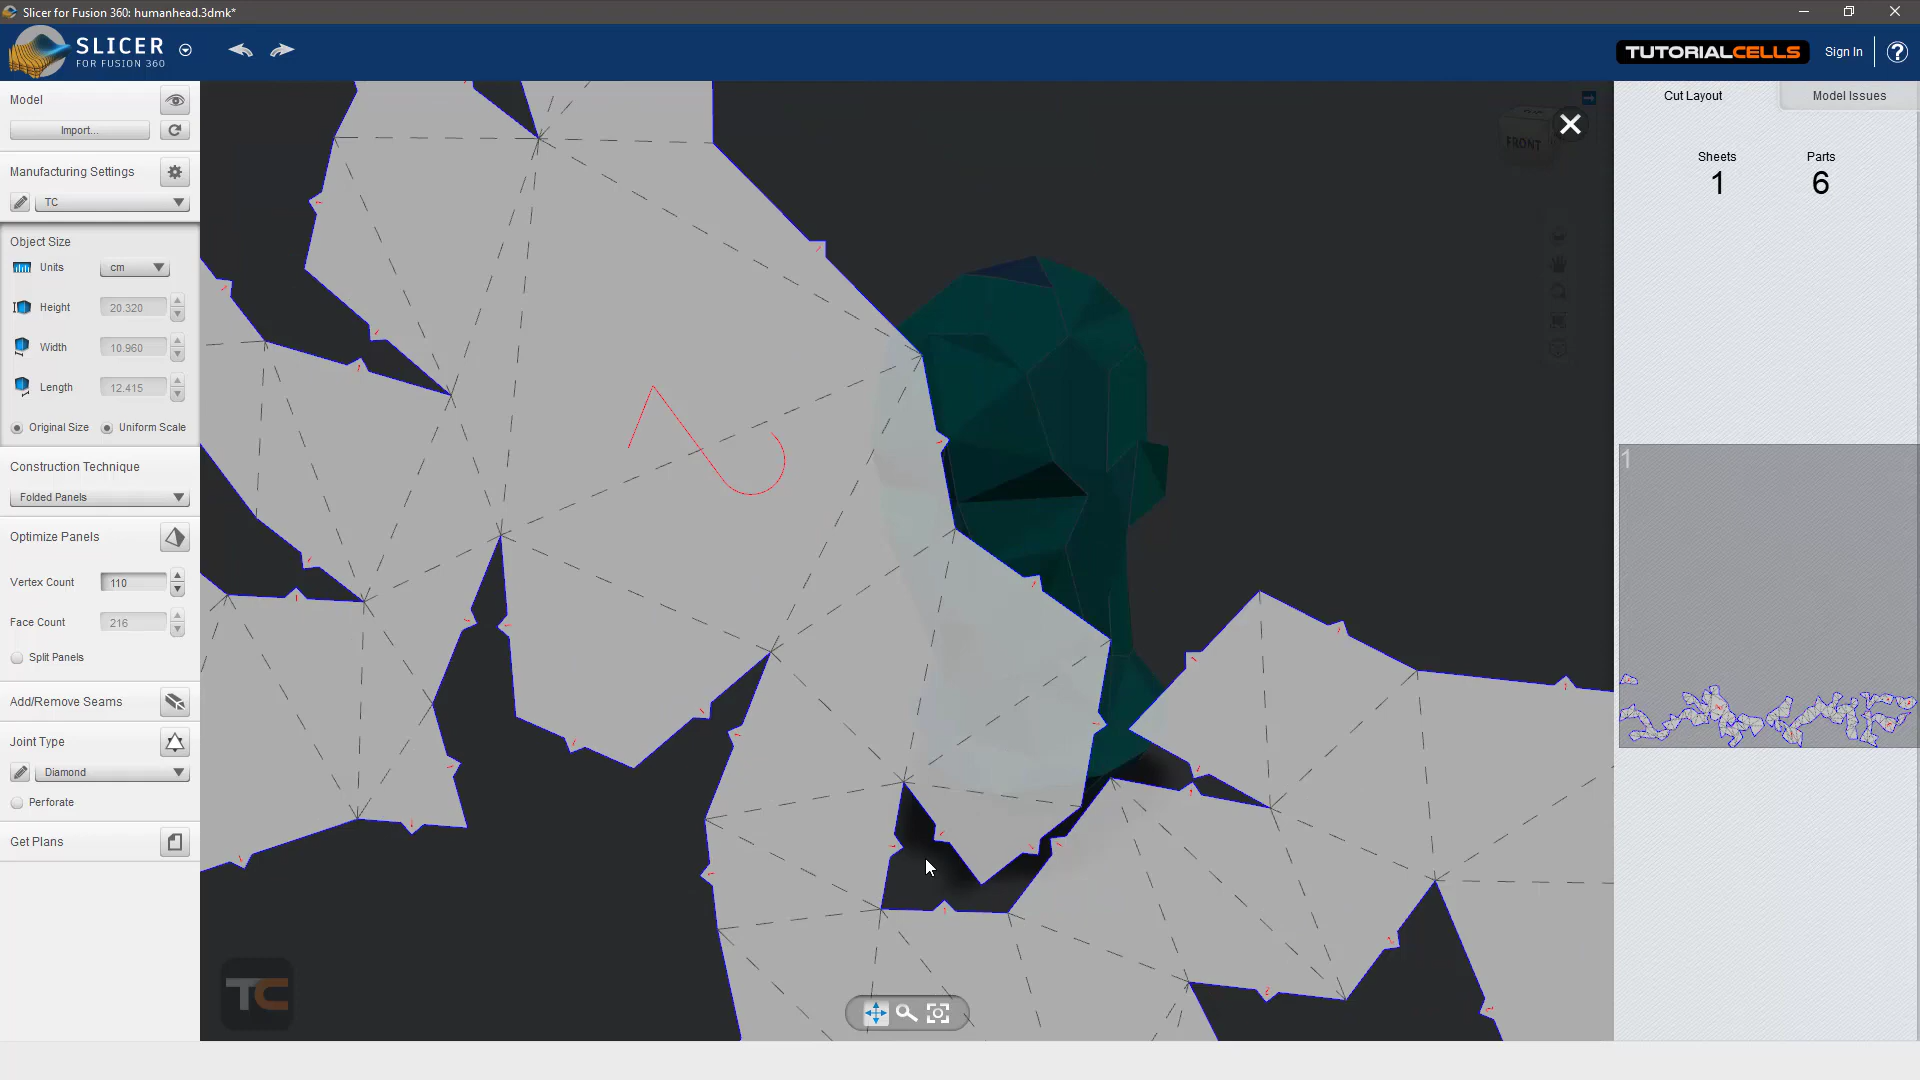 Slicer for Fusion 360: humanhead.3dmk*
SLICER
FOR FUSION 360
TUTORIALCELLS
Sign In
?
Model
Import...
Manufacturing Settings
TC
Object Size
Units
cm
Height
20.320
Width
10.960
Length
12.415
Original Size
Uniform Scale
Construction Technique
Folded Panels
Optimize Panels
Vertex Count
110
Face Count
216
Split Panels
Add/Remove Seams
Joint Type
Diamond
Perforate
Get Plans
FRONT
TC
Cut Layout
Model Issues
Sheets
Parts
1
6
1